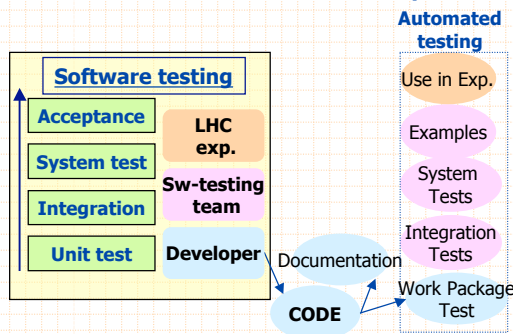 Automated
testing
Software testing
Acceptance
System test
Integration
Unit test
LHC
exp.
Sw-testing
team
Developer
Documentation
CODE
Use in Exp.
Examples
System
Tests
Integration
Tests
Work Package
Test